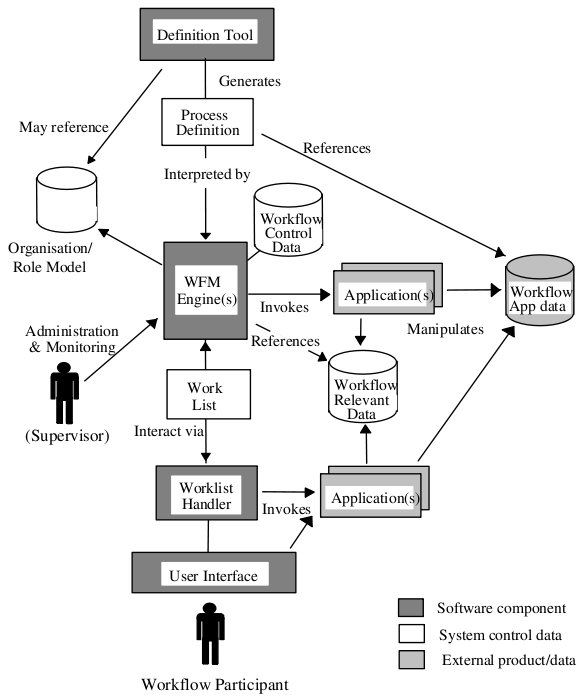 Definition Tool
Generates
Process
Definition
May reference
References
Interpreted by
Workflow
Control
Data
Organisation/
Role Model
WFM
Engine(s)
Invokes
Application(s)
Workflow
App data
Manipulates
Administration
& Monitoring
References
Workflow
Relevant
Data
Work
List
(Supervisor)
Interact via
Worklist
Handler
Invokes
Application(s)
User Interface
Software component
System control data
External product/data
Workflow Participant